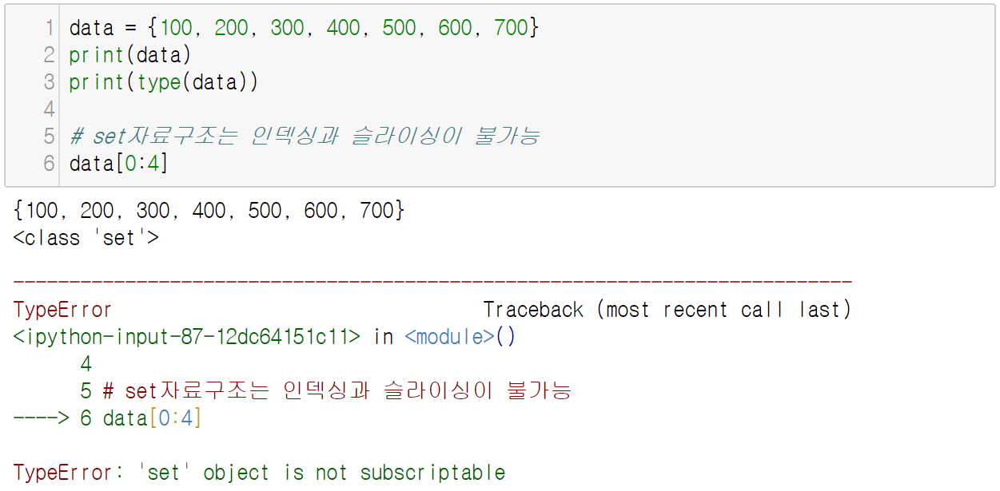 1 data = {100, 200, 300, 400, 500, 600, 700}
2 print(data)
3 print(type(data))
4
5 # set자료구조는 인덱싱과 슬라이싱이 불가능
6 data[0:4]
{100, 200, 300, 400, 500, 600, 700}
<class 'set'>
---------------------------------------------------------------------------
TypeError Traceback (most recent call last)
<ipython-input-87-12dc64151c11> in <module>()
4
5 # set자료구조는 인덱싱과 슬라이싱이 불가능
----> 6 data[0:4]
TypeError: 'set' object is not subscriptable